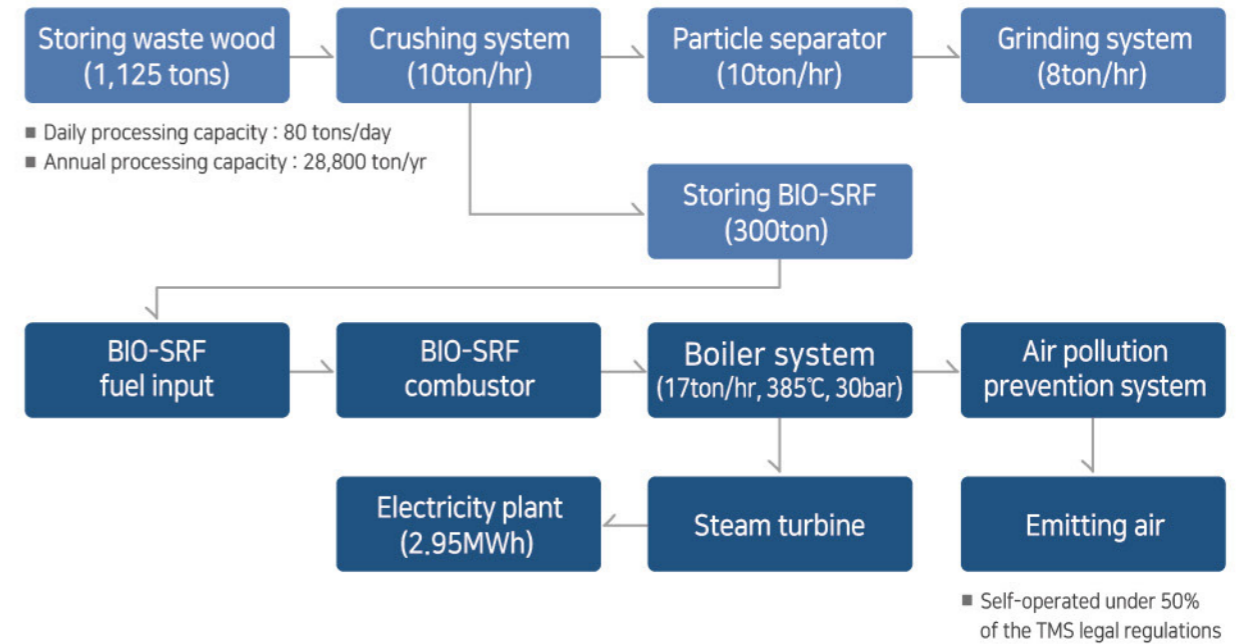 Storing waste wood
(1,125 tons)
Crushing system
(10ton/hr)
Particle separator
(10ton/hr)
Grinding system
(8ton/hr)
■ Daily processing capacity : 80 tons/day
■ Annual processing capacity : 28,800 ton/yr
Storing BIO-SRF
(300ton)
BIO-SRF
fuel input
BIO-SRF
combustor
Boiler system
(17ton/hr, 385℃, 30bar)
Air pollution
prevention system
Electricity plant
(2.95MWh)
Steam turbine
Emitting air
■ Self-operated under 50%
of the TMS legal regulations